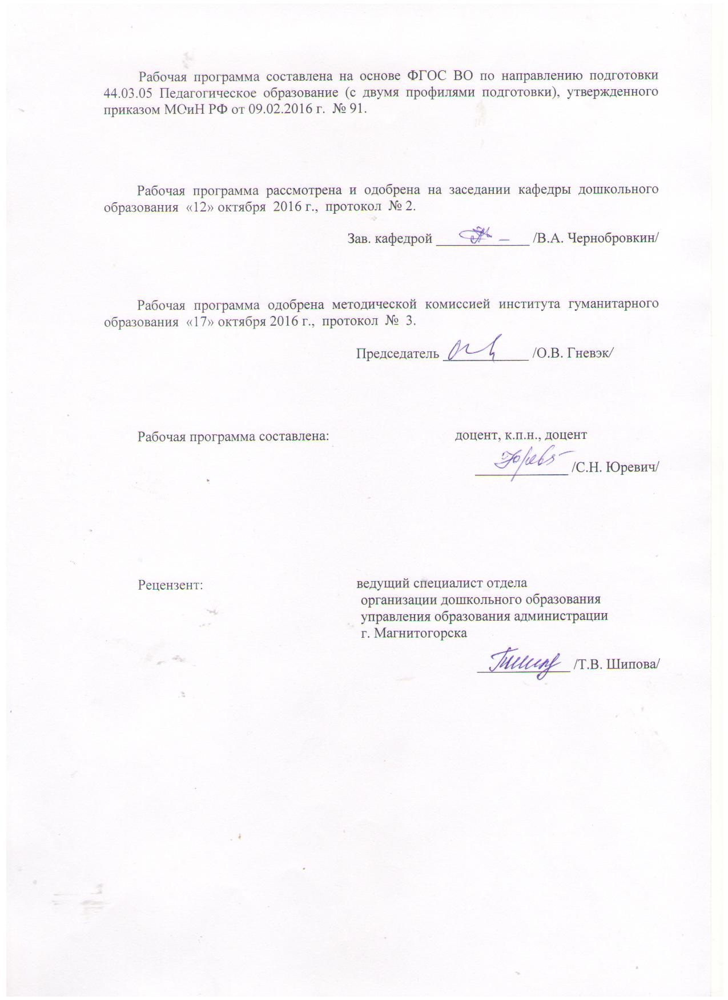 Рабочая программа составлена на основе ФГОС ВО по направлению подготовки
44.03.05 Педагогическое образование (с двумя профилями подготовки), утвержденного
приказом МОиН РФ от 09.02.2016 г. № 91.
Рабочая программа рассмотрена и одобрена на заседании кафедры дошкольного
образования «12» октября 2016 г., протокол № 2.
Зав. кафедрой _____________ /В.А. Чернобровкин/
Рабочая программа одобрена методической комиссией института гуманитарного
образования «17» октября 2016 г., протокол № 3.
Председатель ____________ /О.В. Гневэк/
Рабочая программа составлена: доцент, к.п.н., доцент
_____________ /С.Н. Юревич/
Рецензент: ведущий специалист отдела
организации дошкольного образования
управления образования администрации
г. Магнитогорска
_____________ /Т.В. Шипова/